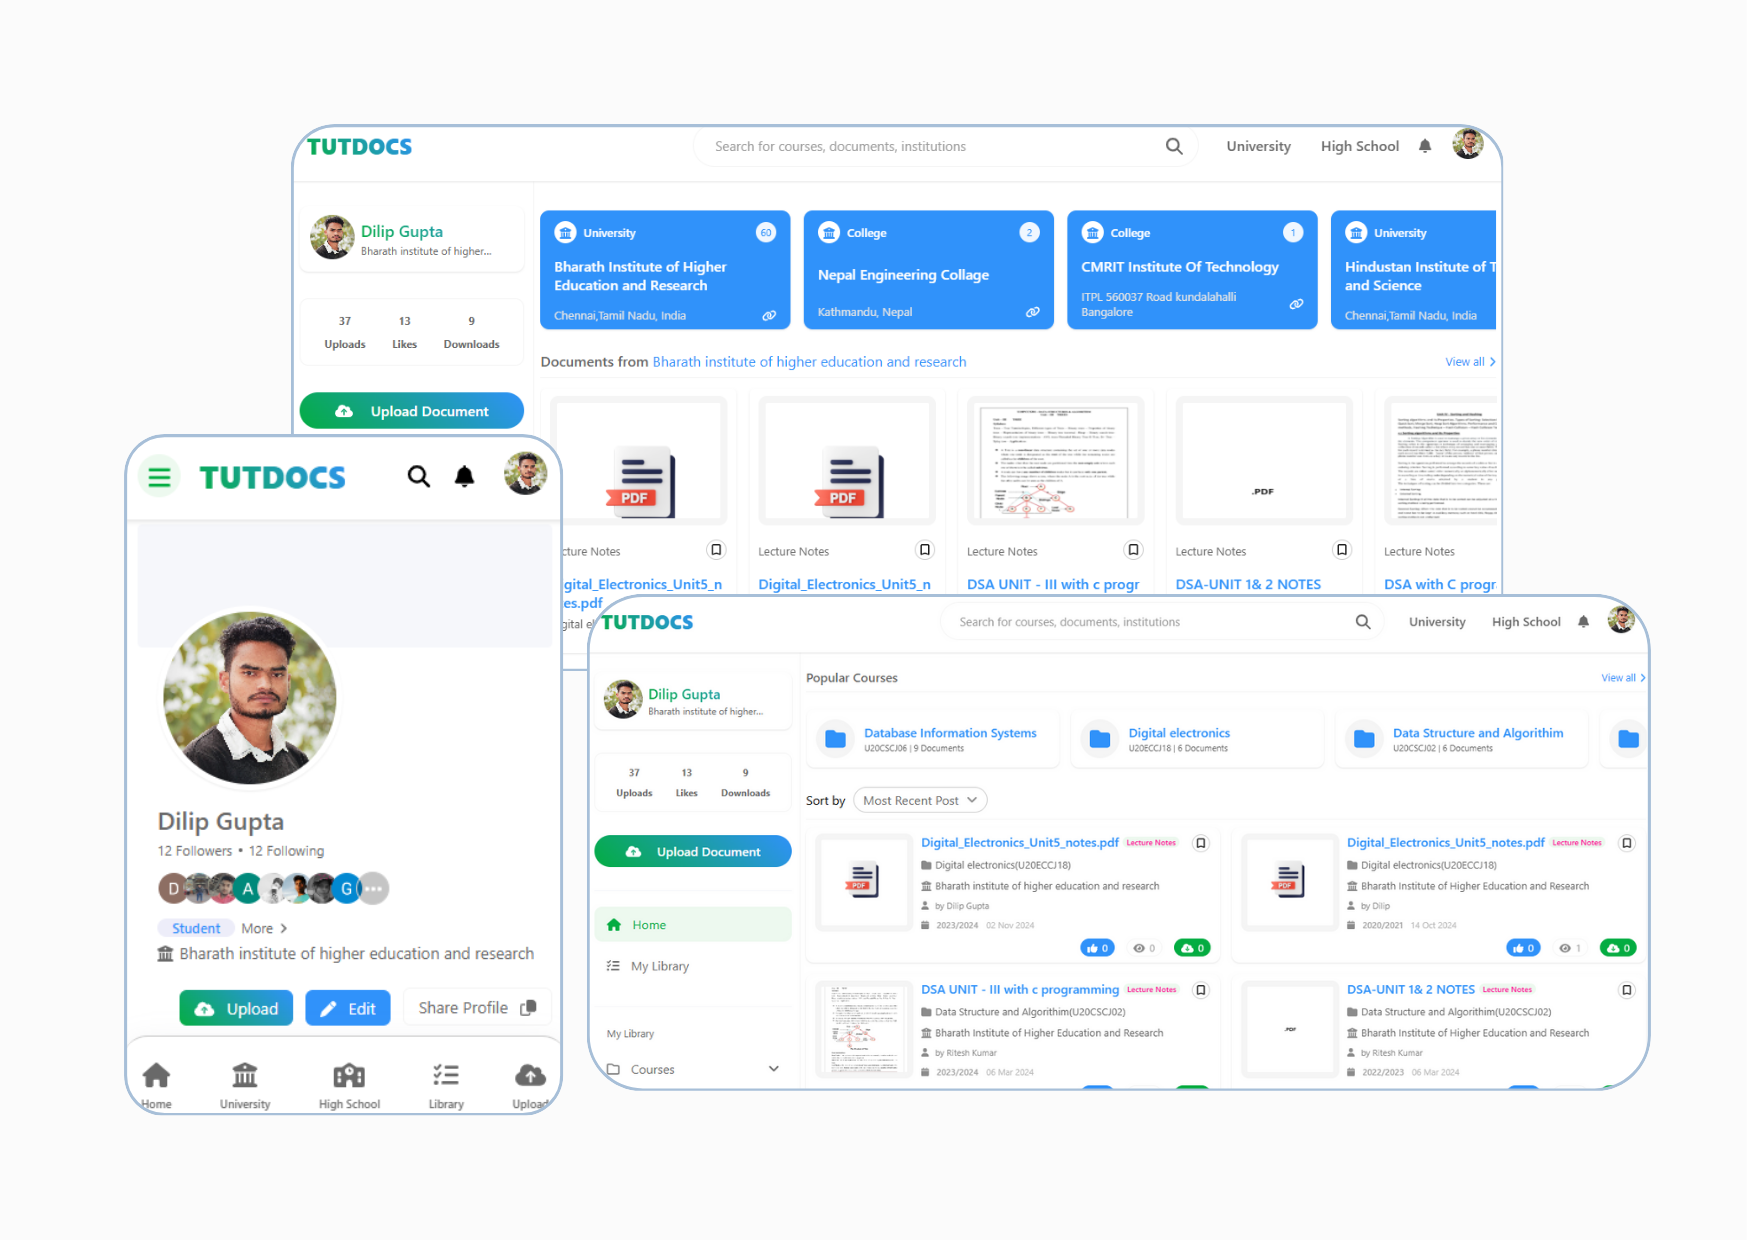 TUTDOCS
Search for courses, documents, institutions
University
High School
Dilip Gupta
Bharath institute of higher...
37
13
9
Uploads
Likes
Downloads
Upload Document
University
60
Bharath Institute of Higher
Education and Research
Chennai,Tamil Nadu, India
College
2
Nepal Engineering Collage
Kathmandu, Nepal
College
1
CMRIT Institute Of Technology
ITPL 560037 Road kundalahalli
Bangalore
University
Hindustan Institute of T
and Science
Chennai,Tamil Nadu, India
Documents from Bharath institute of higher education and research
View all
PDF
cture Notes
gital_Electronics_Unit5_n
es.pdf
gital el
PDF
Lecture Notes
Digital_Electronics_Unit5_n
Lecture Notes
DSA UNIT - III with c progr
.PDF
Lecture Notes
DSA-UNIT 1& 2 NOTES
Lecture Notes
DSA with C progr
TUTDOCS
Dilip Gupta
12 Followers • 12 Following
D
A
G
Student
More
Bharath institute of higher education and research
Upload
Edit
Share Profile
Home
University
High School
Library
Upload
TUTDOCS
Search for courses, documents, institutions
University
High School
Dilip Gupta
Bharath institute of higher...
37
13
9
Uploads
Likes
Downloads
Upload Document
Home
My Library
My Library
Courses
Popular Courses
View all
Database Information Systems
U20CSCJ06 | 9 Documents
Digital electronics
U20ECCJ18 | 6 Documents
Data Structure and Algorithim
U20CSCJ02 | 6 Documents
Sort by
Most Recent Post
PDF
Digital_Electronics_Unit5_notes.pdf
Lecture Notes
Digital electronics(U20ECCJ18)
Bharath institute of higher education and research
by Dilip Gupta
2023/2024
02 Nov 2024
0
0
0
PDF
Digital_Electronics_Unit5_notes.pdf
Lecture Notes
Digital electronics(U20ECCJ18)
Bharath Institute of Higher Education and Research
by Dilip
2020/2021
14 Oct 2024
0
1
0
DSA UNIT - III with c programming
Lecture Notes
Data Structure and Algorithim(U20CSCJ02)
Bharath Institute of Higher Education and Research
by Ritesh Kumar
2023/2024
06 Mar 2024
.PDF
DSA-UNIT 1& 2 NOTES
Lecture Notes
Data Structure and Algorithim(U20CSCJ02)
Bharath Institute of Higher Education and Research
by Ritesh Kumar
2022/2023
06 Mar 2024